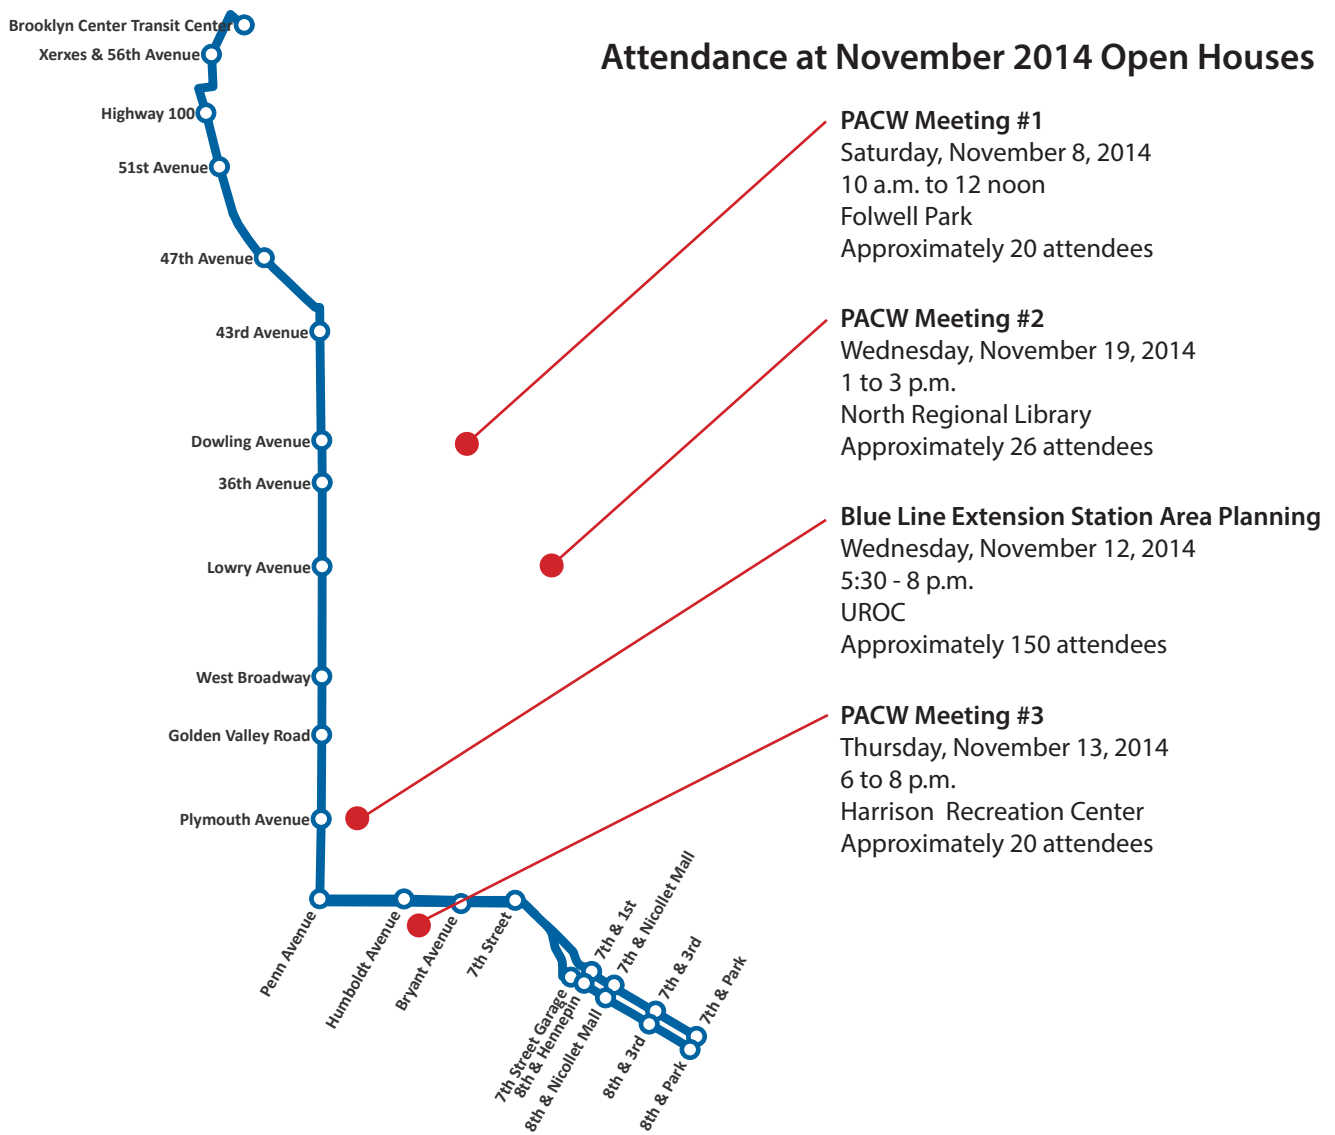 Attendance at November 2014 Open Houses
Brooklyn Center Transit Center
Xerxes & 56th Avenue
Highway 100
51st Avenue
47th Avenue
43rd Avenue
Dowling Avenue
36th Avenue
Lowry Avenue
West Broadway
Golden Valley Road
Plymouth Avenue
Penn Avenue
Humboldt Avenue
Bryant Avenue
7th Street
7th & 1st
7th & Nicollet Mall
7th & 3rd
7th & Park
7th Street Garage
8th & Hennepin
8th & Nicollet Mall
8th & 3rd
8th & Park
PACW Meeting #1
Saturday, November 8, 2014
10 a.m. to 12 noon
Folwell Park
Approximately 20 attendees
PACW Meeting #2
Wednesday, November 19, 2014
1 to 3 p.m.
North Regional Library
Approximately 26 attendees
Blue Line Extension Station Area Planning
Wednesday, November 12, 2014
5:30 - 8 p.m.
UROC
Approximately 150 attendees
PACW Meeting #3
Thursday, November 13, 2014
6 to 8 p.m.
Harrison  Recreation Center
Approximately 20 attendees